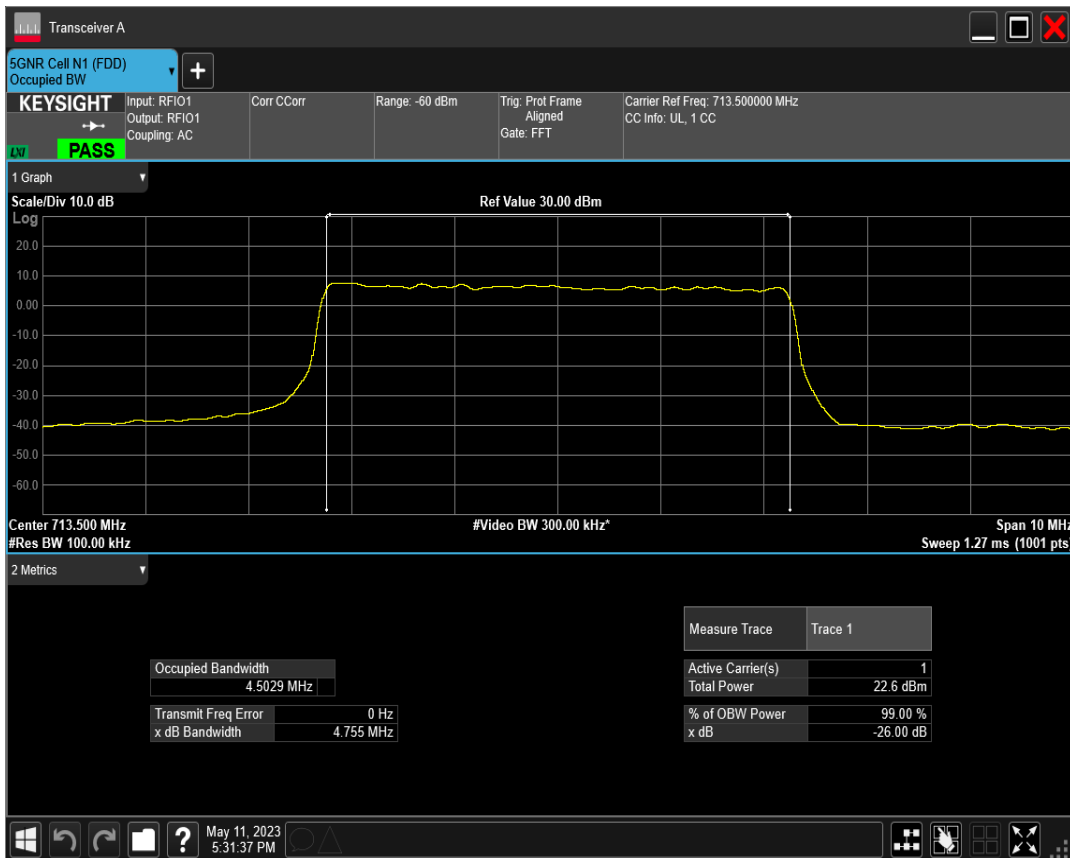 Transceiver A
5GNR Cell N1 (FDD)
Occupied BW
+
KEYSIGHT
LXI
PASS
Input: RFIO1
Output: RFIO1
Coupling: AC
Corr CCorr
Range: -60 dBm
Trig: Prot Frame
Aligned
Gate: FFT
Carrier Ref Freq: 713.500000 MHz
CC Info: UL, 1 CC
1 Graph
Scale/Div 10.0 dB
Ref Value 30.00 dBm
Log
20.0
10.0
0.00
-10.0
-20.0
-30.0
-40.0
-50.0
-60.0
Center 713.500 MHz
#Video BW 300.00 kHz*
Span 10 MHz
#Res BW 100.00 kHz
Sweep 1.27 ms (1001 pts)
2 Metrics
Measure Trace Trace 1
Occupied Bandwidth
4.5029 MHz
Active Carrier(s) 1
Total Power 22.6 dBm
Transmit Freq Error 0 Hz
x dB Bandwidth 4.755 MHz
% of OBW Power 99.00 %
x dB -26.00 dB
?
May 11, 2023
5:31:37 PM